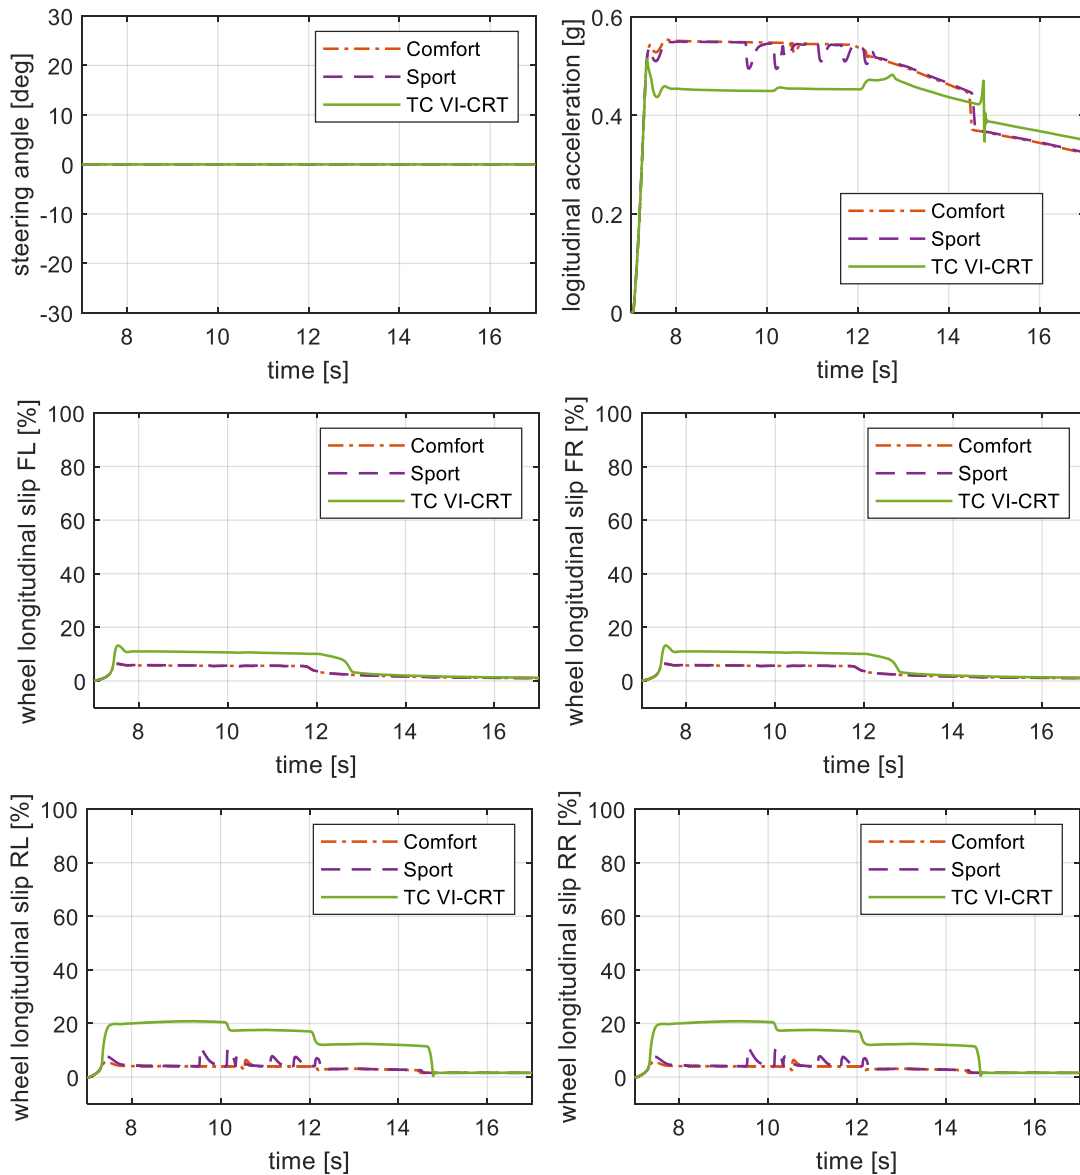 steering angle [deg]
30
20
10
0
-10
-20
-30
8
10
12
14
16
time [s]
Comfort
Sport
TC VI-CRT
logitudinal acceleration [g]
0.6
0.4
0.2
0
8
10
12
14
16
time [s]
Comfort
Sport
TC VI-CRT
wheel longitudinal slip FL [%]
100
80
60
40
20
0
8
10
12
14
16
time [s]
Comfort
Sport
TC VI-CRT
wheel longitudinal slip FR [%]
100
80
60
40
20
0
8
10
12
14
16
time [s]
Comfort
Sport
TC VI-CRT
wheel longitudinal slip RL [%]
100
80
60
40
20
0
8
10
12
14
16
time [s]
Comfort
Sport
TC VI-CRT
wheel longitudinal slip RR [%]
100
80
60
40
20
0
8
10
12
14
16
time [s]
Comfort
Sport
TC VI-CRT